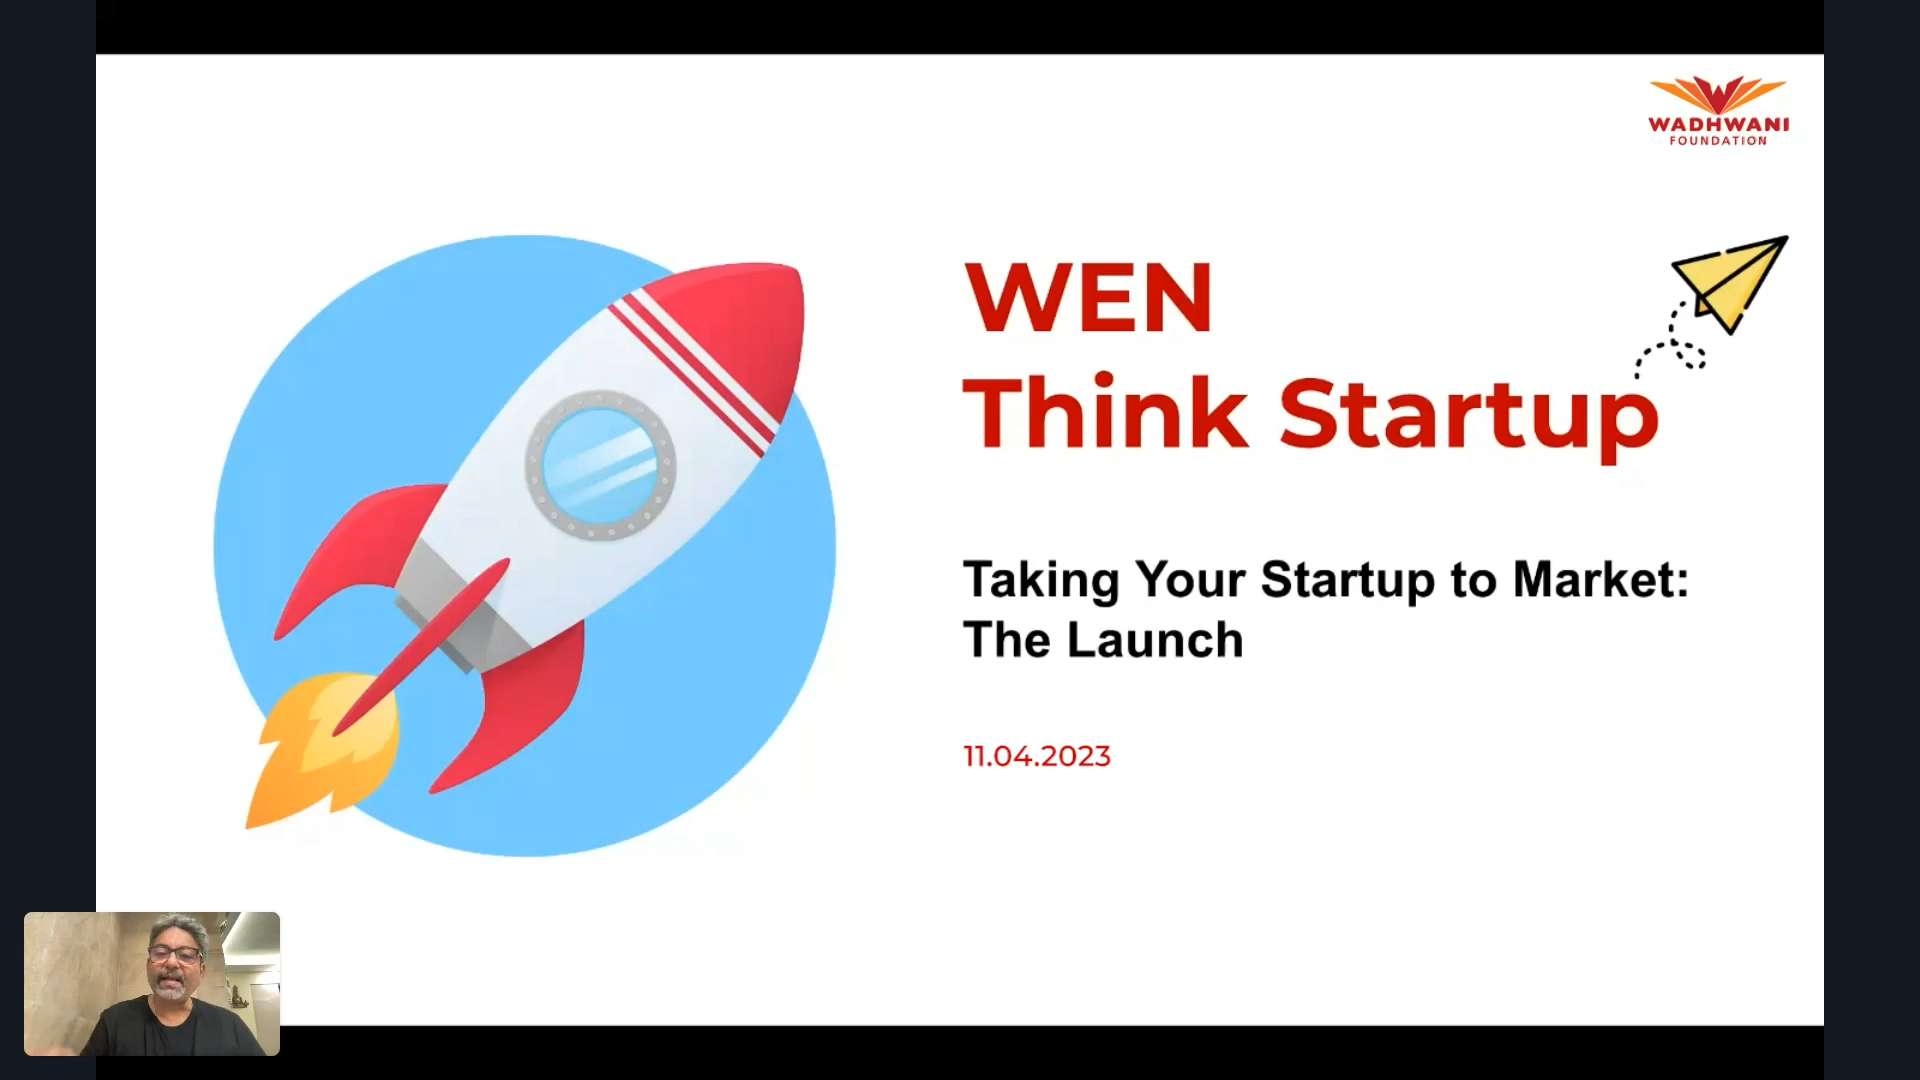 WADHWANI
FOUNDATION
WEN
Think Startup
Taking Your Startup to Market:
The Launch
11.04.2023